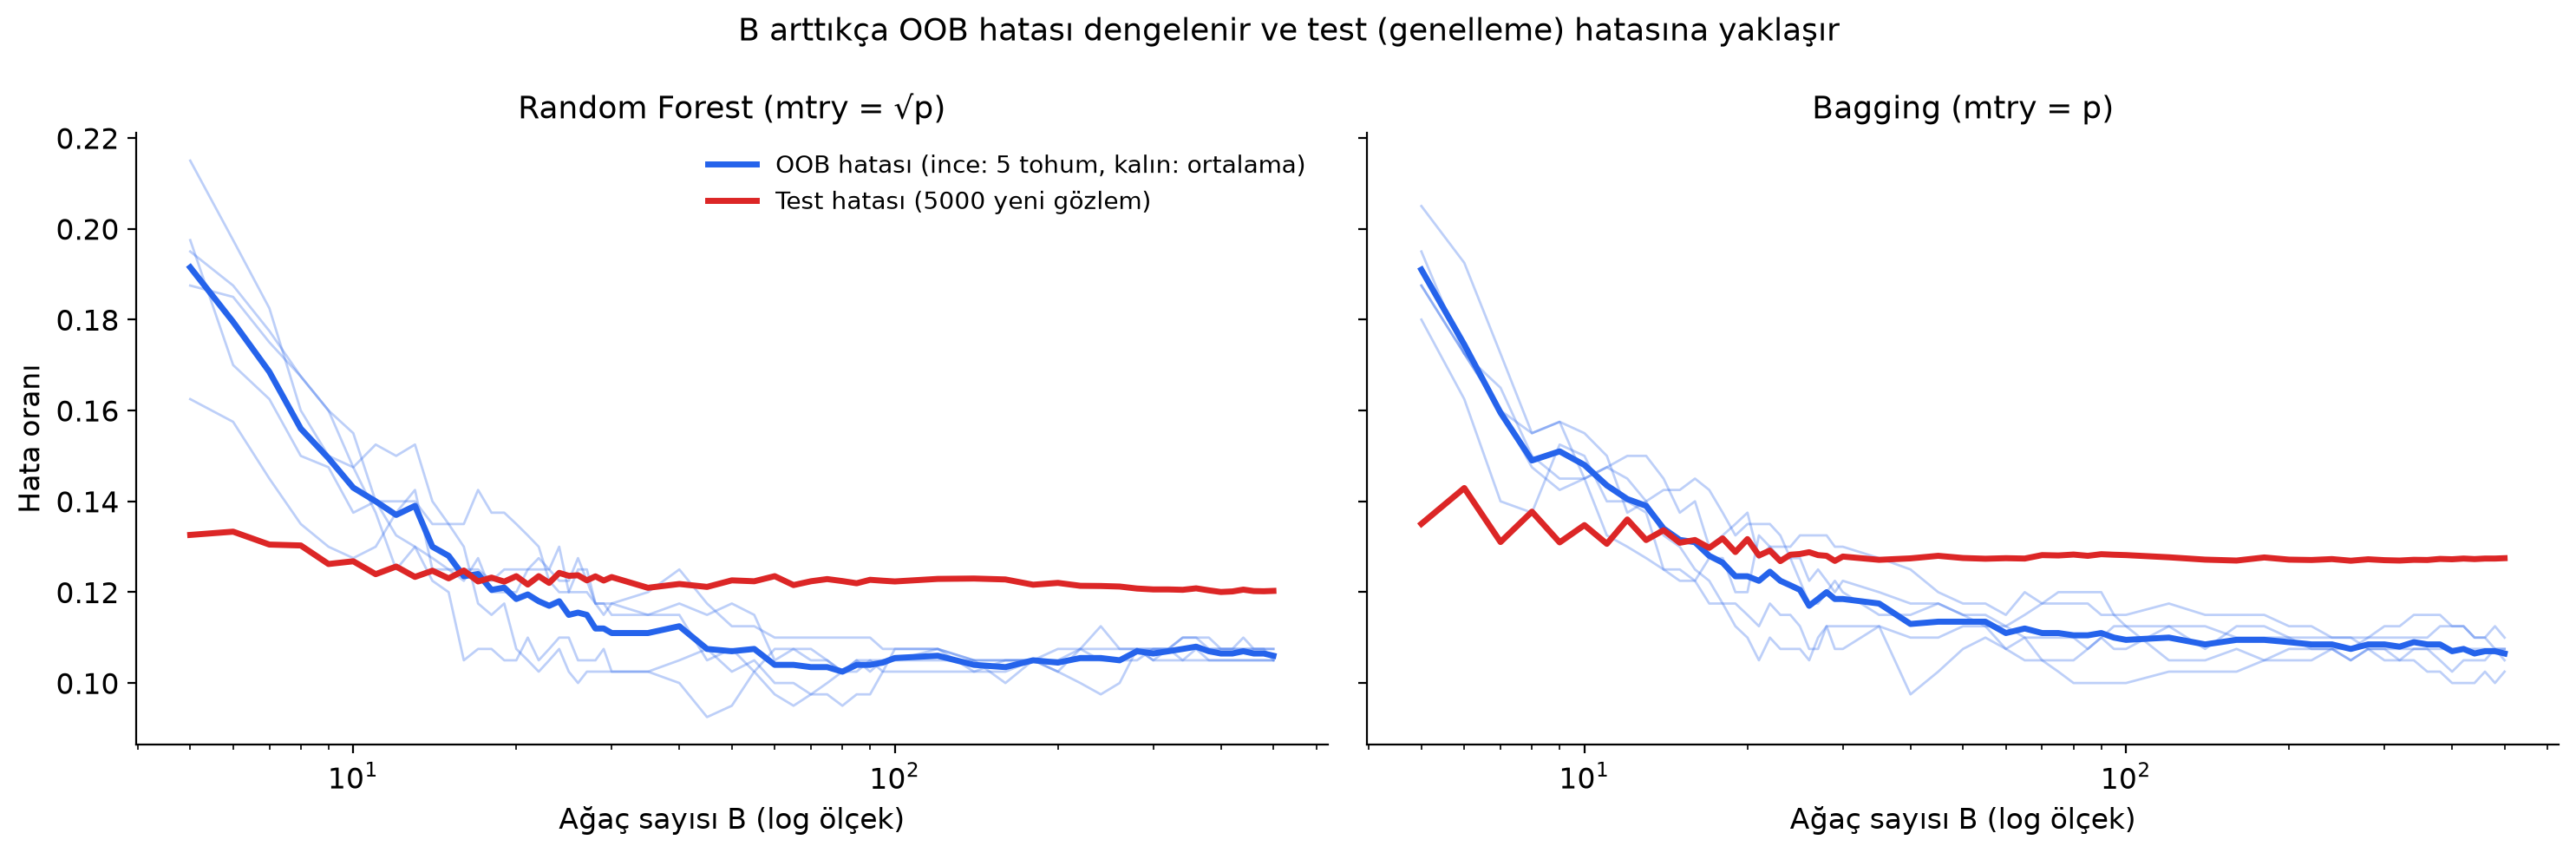 B arttıkça OOB hatası dengelenir ve test (genelleme) hatasına yaklaşır
Random Forest (mtry = √p)
Hata oranı
0.22
0.20
0.18
0.16
0.14
0.12
0.10
OOB hatası (ince: 5 tohum, kalın: ortalama)
Test hatası (5000 yeni gözlem)
10¹
10²
Ağaç sayısı B (log ölçek)
Bagging (mtry = p)
10¹
10²
Ağaç sayısı B (log ölçek)